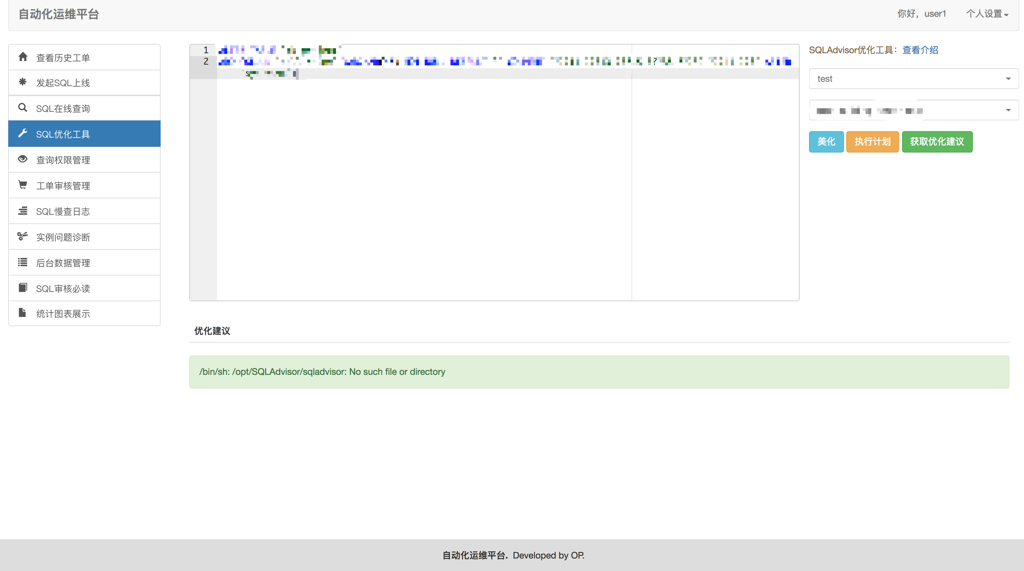 自动化运维平台
你好，user1 个人设置
查看历史工单
发起SQL上线
SQL在线查询
SQL优化工具
查询权限管理
工单审核管理
SQL慢查日志
实例问题诊断
后台数据管理
SQL审核必读
统计图表展示
1
2
SQLAdvisor优化工具：查看介绍
test
美化 执行计划 获取优化建议
优化建议
/bin/sh: /opt/SQLAdvisor/sqladvisor: No such file or directory
自动化运维平台. Developed by OP.